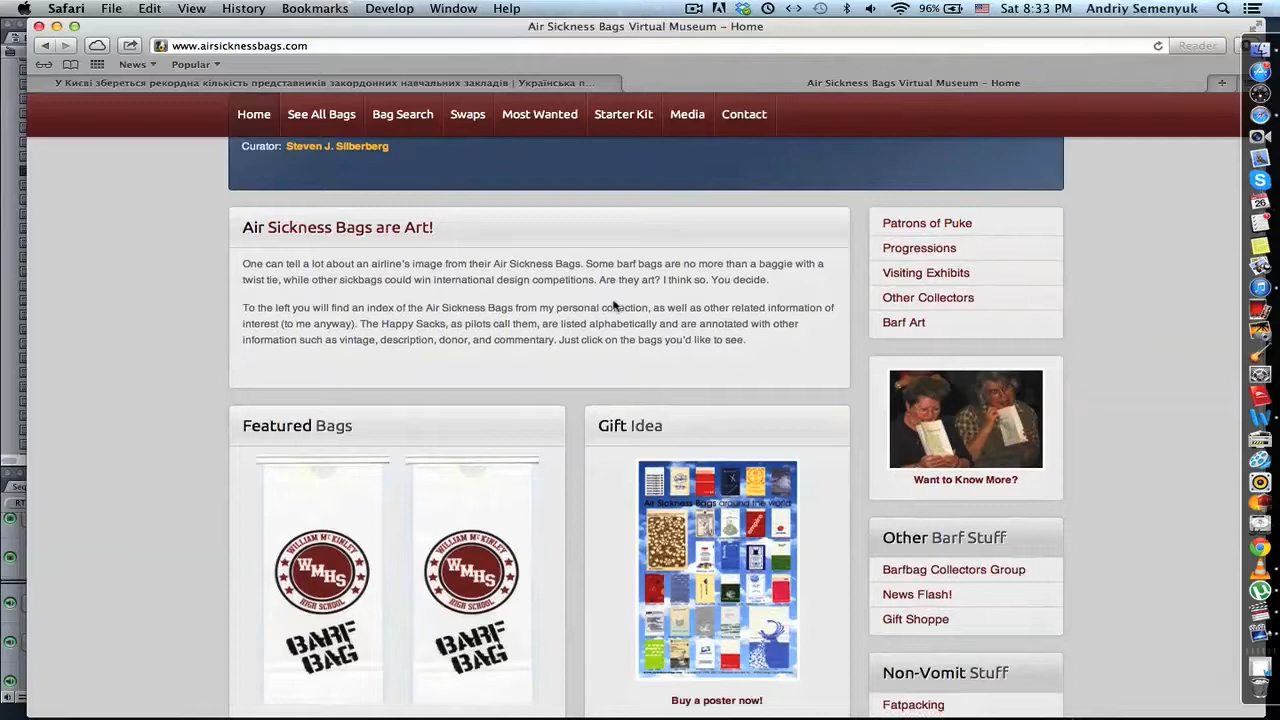 Safari File Edit View History Bookmarks Develop Window Help 96% Sat 8:33 PM Andriy Semenyuk
Air Sickness Bags Virtual Museum – Home
www.airsicknessbags.com Reader
News Popular
У Києві збереться рекордна кількість представників закордонних навчальних закладів | Українська п...
Air Sickness Bags Virtual Museum – Home
Home See All Bags Bag Search Swaps Most Wanted Starter Kit Media Contact
Curator: Steven J. Silberberg
Air Sickness Bags are Art!
One can tell a lot about an airline's image from their Air Sickness Bags. Some barf bags are no more than a baggie with a
twist tie, while other sickbags could win international design competitions. Are they art? I think so. You decide.
To the left you will find an index of the Air Sickness Bags from my personal collection, as well as other related information of
interest (to me anyway). The Happy Sacks, as pilots call them, are listed alphabetically and are annotated with other
information such as vintage, description, donor, and commentary. Just click on the bags you'd like to see.
Patrons of Puke
Progressions
Visiting Exhibits
Other Collectors
Barf Art
Want to Know More?
Featured Bags
WILLIAM McKINLEY
WMHS
HIGH SCHOOL
BARF
BAG
WILLIAM McKINLEY
WMHS
HIGH SCHOOL
BARF
BAG
Gift Idea
Air Sickness Bags around the world
Buy a poster now!
Other Barf Stuff
Barfbag Collectors Group
News Flash!
Gift Shoppe
Non-Vomit Stuff
Fatpacking